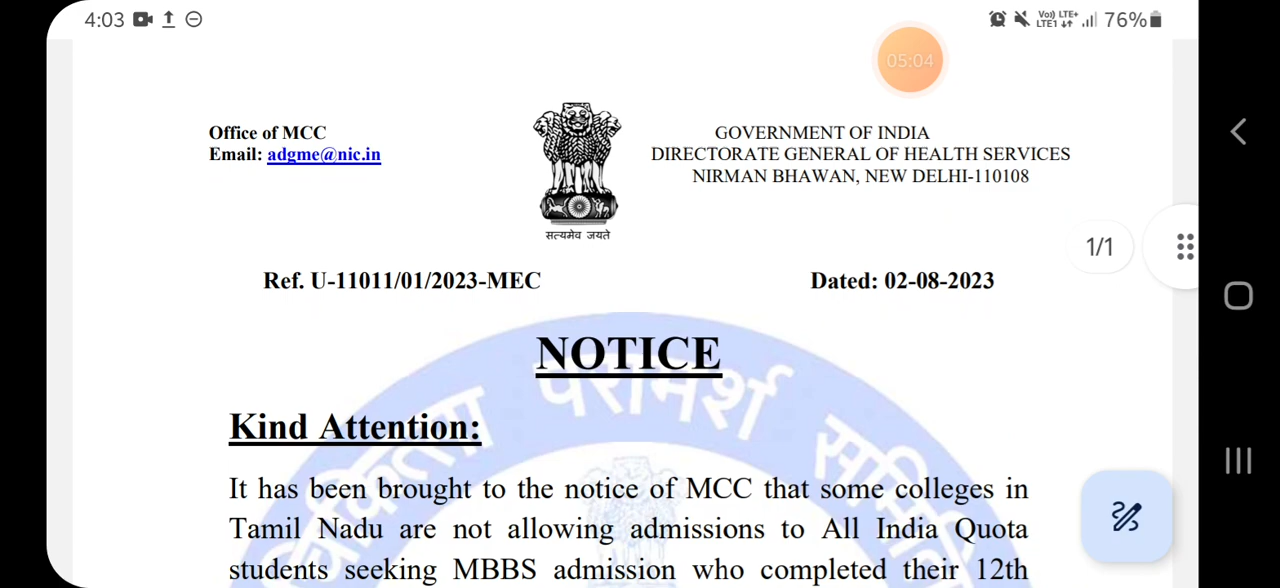 4:03
Vo)) LTE+
LTE1
76%
05:04
Office of MCC
Email: adgme@nic.in
सत्यमेव जयते
GOVERNMENT OF INDIA
DIRECTORATE GENERAL OF HEALTH SERVICES
NIRMAN BHAWAN, NEW DELHI-110108
1/1
Ref. U-11011/01/2023-MEC
Dated: 02-08-2023
NOTICE
परामर्श
Kind Attention:
It has been brought to the notice of MCC that some colleges in
Tamil Nadu are not allowing admissions to All India Quota
students seeking MBBS admission who completed their 12th